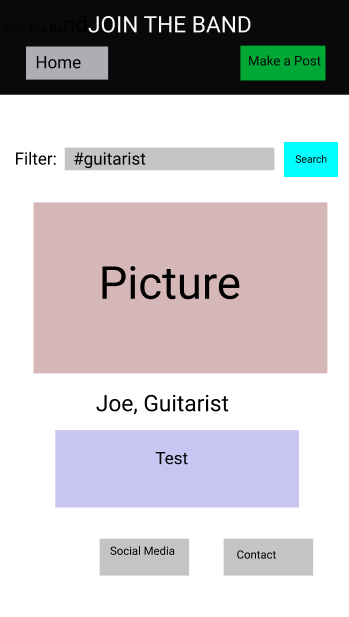 JOIN THE BAND
Join The Band
Home
Make a Post
Filter: #guitarist
Search
Picture
Joe, Guitarist
Test
Social Media
Contact